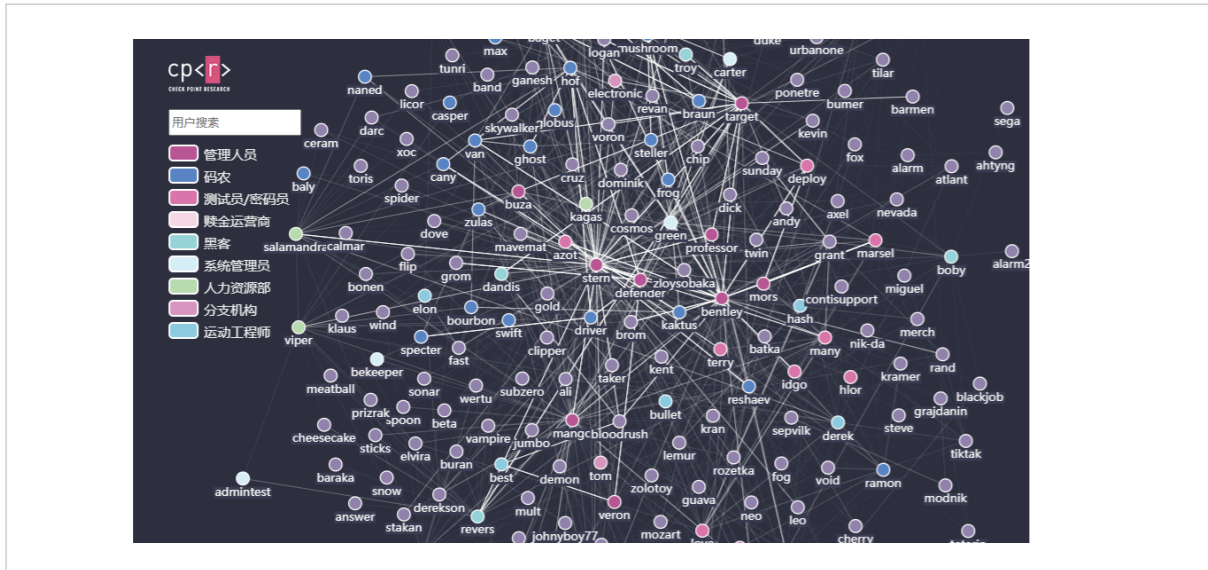 cp<r>
CHECK POINT RESEARCH
用户搜索
管理人员
码农
测试员/密码员
赎金运营商
黑客
系统管理员
人力资源部
分支机构
运动工程师
max
logan
mushroom
urbanone
tunri
ganesh
hof
troy
carter
tilar
naned
band
electronic
ponetre
licor
revan
bumer
barmen
casper
globus
braun
target
sega
darc
skywalker
voron
kevin
ceram
xoc
van
ghost
steller
chip
fox
alarm
ahtyng
baly
toris
cany
cruz
dominik
sunday
deploy
atlant
spider
buza
frog
kagas
dick
axel
nevada
zulas
cosmos
green
andy
salamandra
calmar
dove
mavemat
azot
professor
twin
grant
marsel
flip
grom
stern
zloysobaka
boby
alarm2
bonen
dandis
defender
mors
miguel
elon
gold
bentley
contisupport
klaus
wind
bourbon
swift
driver
kaktus
hash
merch
viper
brom
specter
clipper
batka
many
nik-da
bekeeper
fast
kent
terry
rand
taker
idgo
hlor
kramer
meatball
sonar
wertu
subzero
ali
reshaev
blackjob
prizrak
spoon
beta
bullet
grajdanin
cheesecake
vampire
jumbo
bloodrush
kran
sepvilk
derek
steve
sticks
elvira
lemur
tiktak
baraka
buran
best
demon
tom
rozetka
fog
void
ramon
admintest
snow
zolotoy
guava
modnik
answer
derekson
mult
veron
neo
leo
stakan
revers
johnyboy77
mozart
cherry